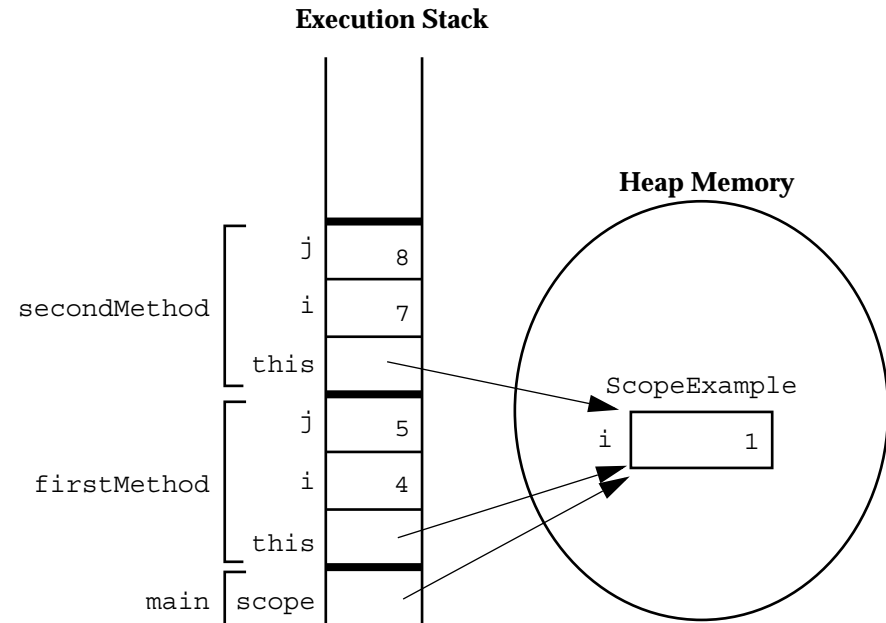 Execution Stack
Heap Memory
j 8
secondMethod i 7
this
ScopeExample
j 5
i 1
firstMethod i 4
this
main scope